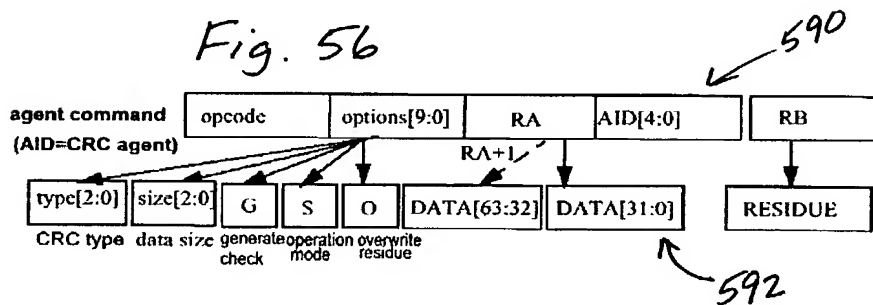 Fig. 56
590
agent command
(AID=CRC agent)
opcode
options[9:0]
RA
AID[4:0]
RB
RA+1
type[2:0]
size[2:0]
G
S
O
DATA[63:32]
DATA[31:0]
RESIDUE
CRC type
data size
generate
check
operation
mode
overwrite
residue
592